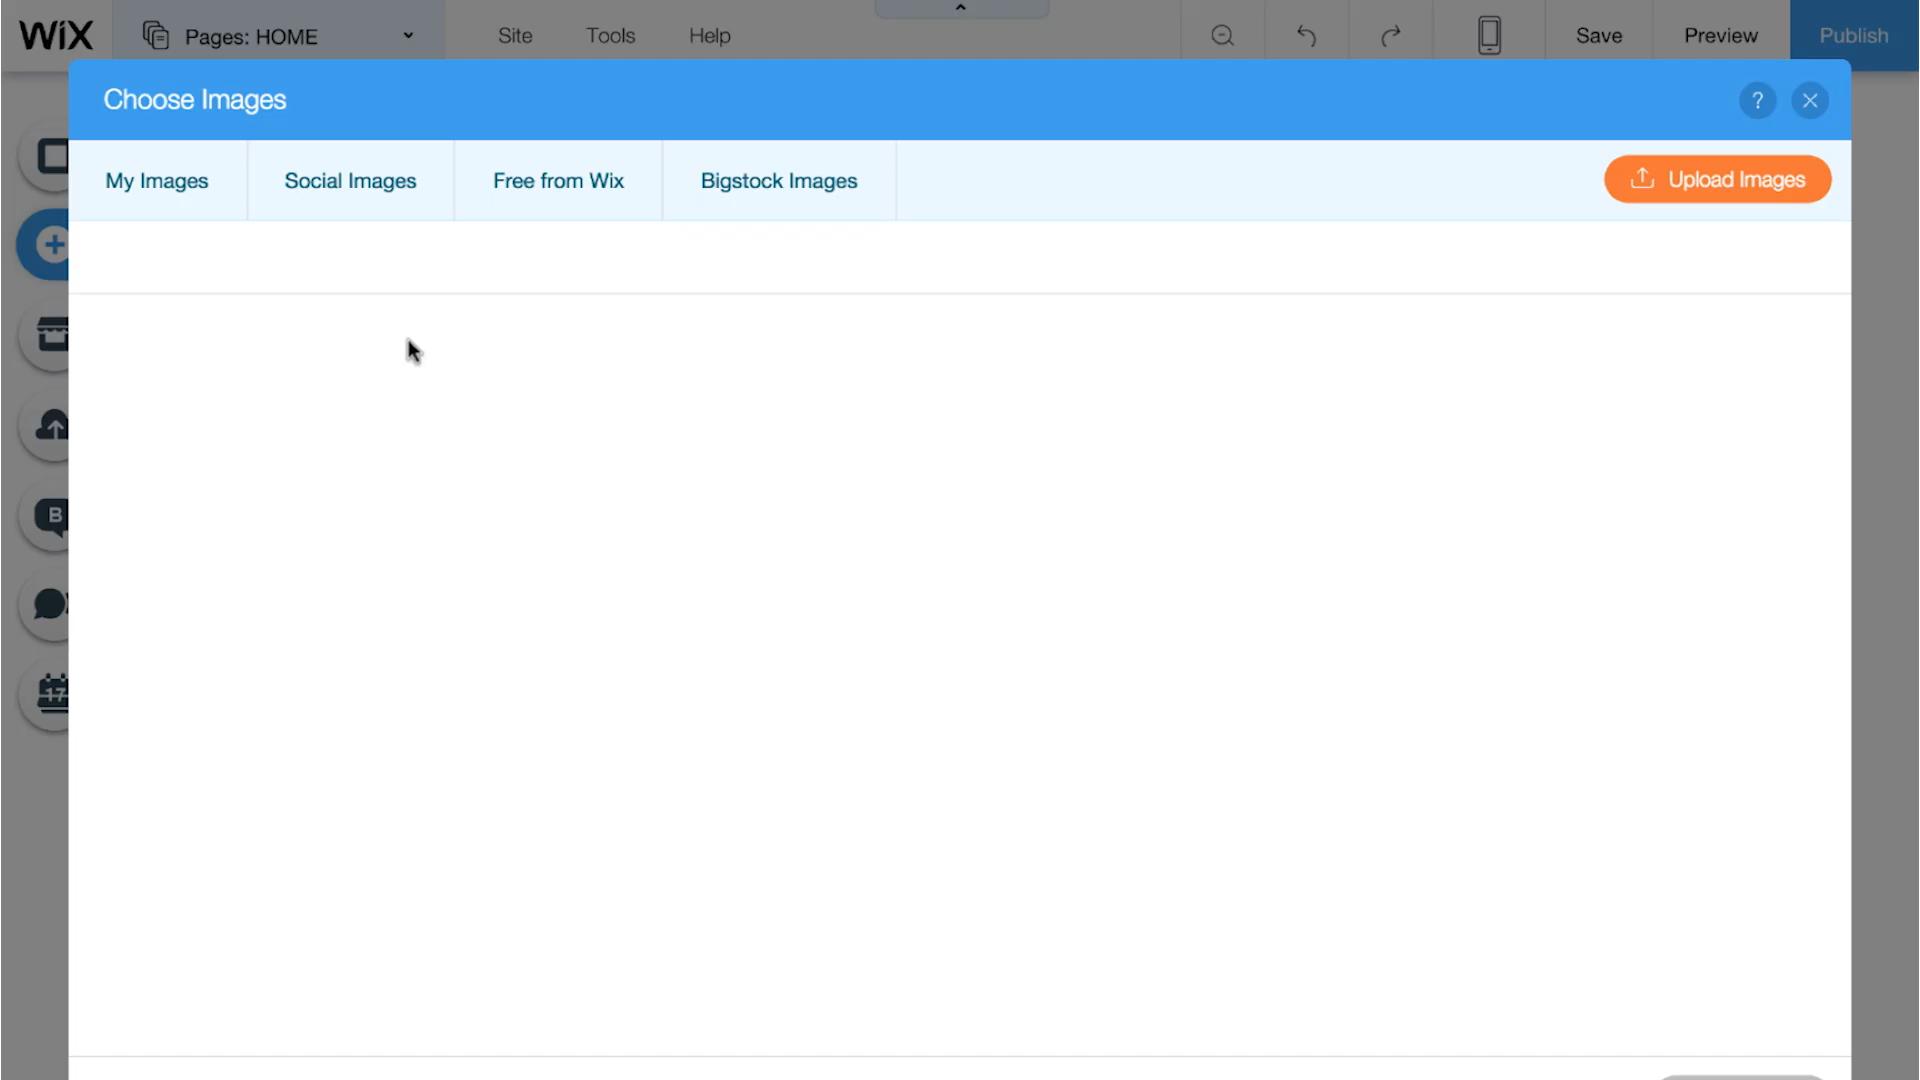 WiX
Pages: HOME
Site
Tools
Help
Save
Preview
Publish
Choose Images
?
My Images
Social Images
Free from Wix
Bigstock Images
Upload Images
B
17